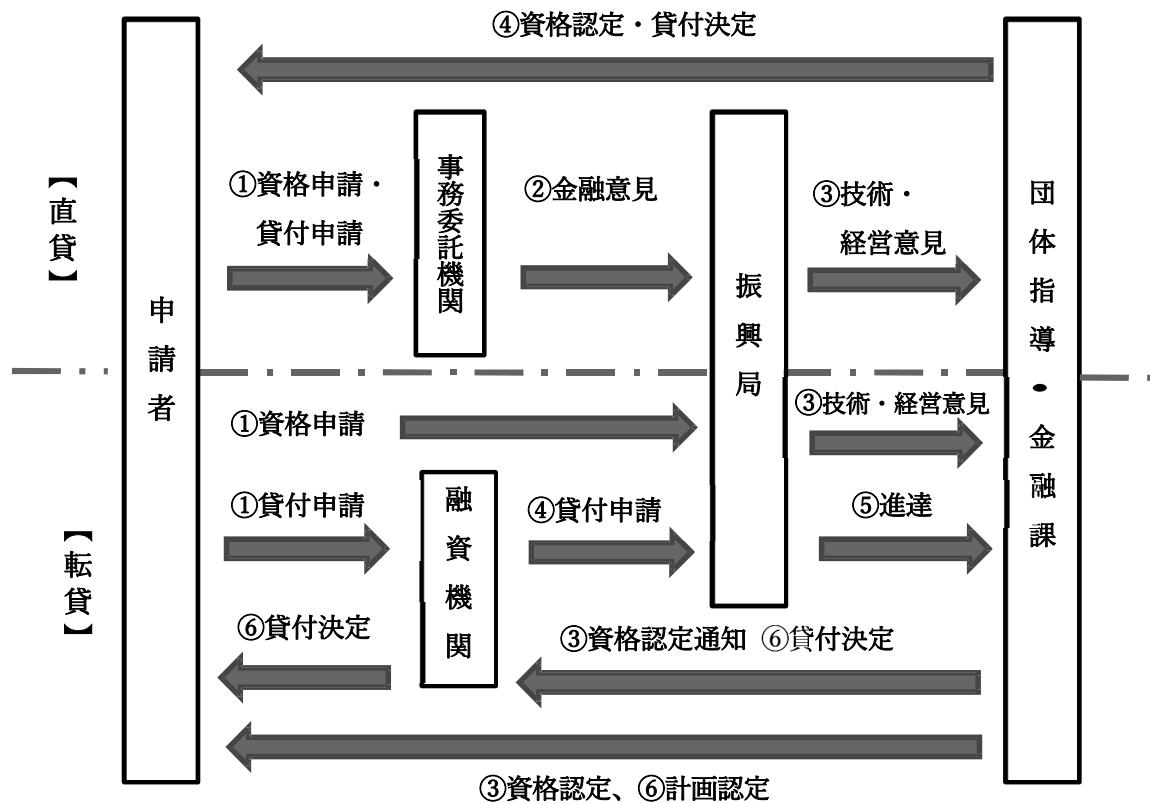 ④資格認定・貸付決定
【直貸】
申請者
①資格申請・
貸付申請
事務委託機関
②金融意見
振興局
③技術・
経営意見
団体指導・金融課
【転貸】
①資格申請
③技術・経営意見
①貸付申請
融資機関
④貸付申請
⑤進達
⑥貸付決定
③資格認定通知 ⑥貸付決定
③資格認定、⑥計画認定